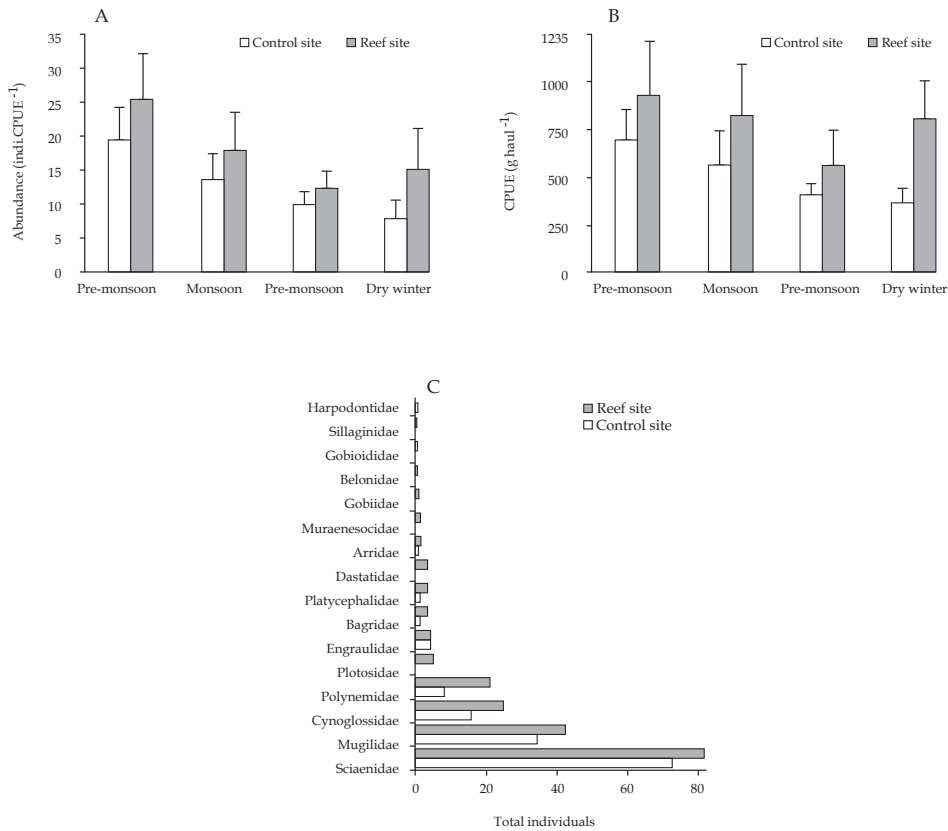 A
Control site Reef site
35
30
25
20
15
10
5
0
Abundance (indi.CPUE -1)
Pre-monsoon Monsoon Pre-monsoon Dry winter
B
Control site Reef site
1235
1000
750
500
250
0
CPUE (g haul -1)
Pre-monsoon Monsoon Pre-monsoon Dry winter
C
Reef site
Control site
Harpodontidae
Sillaginidae
Gobioididae
Belonidae
Gobiidae
Muraenesocidae
Arridae
Dastatidae
Platycephalidae
Bagridae
Engraulidae
Plotosidae
Polynemidae
Cynoglossidae
Mugilidae
Sciaenidae
0 20 40 60 80
Total individuals